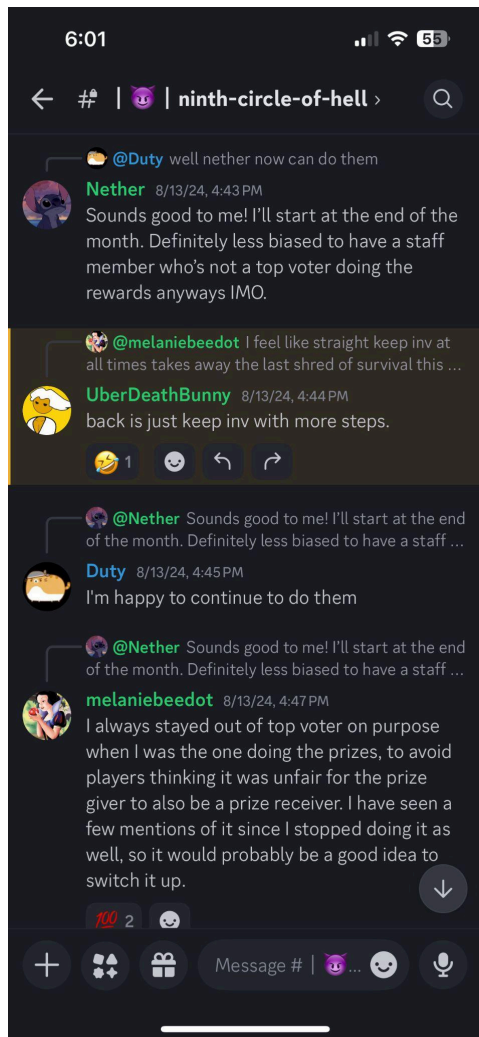 6:01
55
# | 😈 | ninth-circle-of-hell >
@Duty well nether now can do them
Nether 8/13/24, 4:43 PM
Sounds good to me! I'll start at the end of the
month. Definitely less biased to have a staff
member who's not a top voter doing the
rewards anyways IMO.
@melaniebeedot I feel like straight keep inv at
all times takes away the last shred of survival this ...
UberDeathBunny 8/13/24, 4:44 PM
back is just keep inv with more steps.
🤣 1
@Nether Sounds good to me! I'll start at the end
of the month. Definitely less biased to have a staff ...
Duty 8/13/24, 4:45 PM
I'm happy to continue to do them
@Nether Sounds good to me! I'll start at the end
of the month. Definitely less biased to have a staff ...
melaniebeedot 8/13/24, 4:47 PM
I always stayed out of top voter on purpose
when I was the one doing the prizes, to avoid
players thinking it was unfair for the prize
giver to also be a prize receiver. I have seen a
few mentions of it since I stopped doing it as
well, so it would probably be a good idea to
switch it up.
💯 2
Message # | 😈...